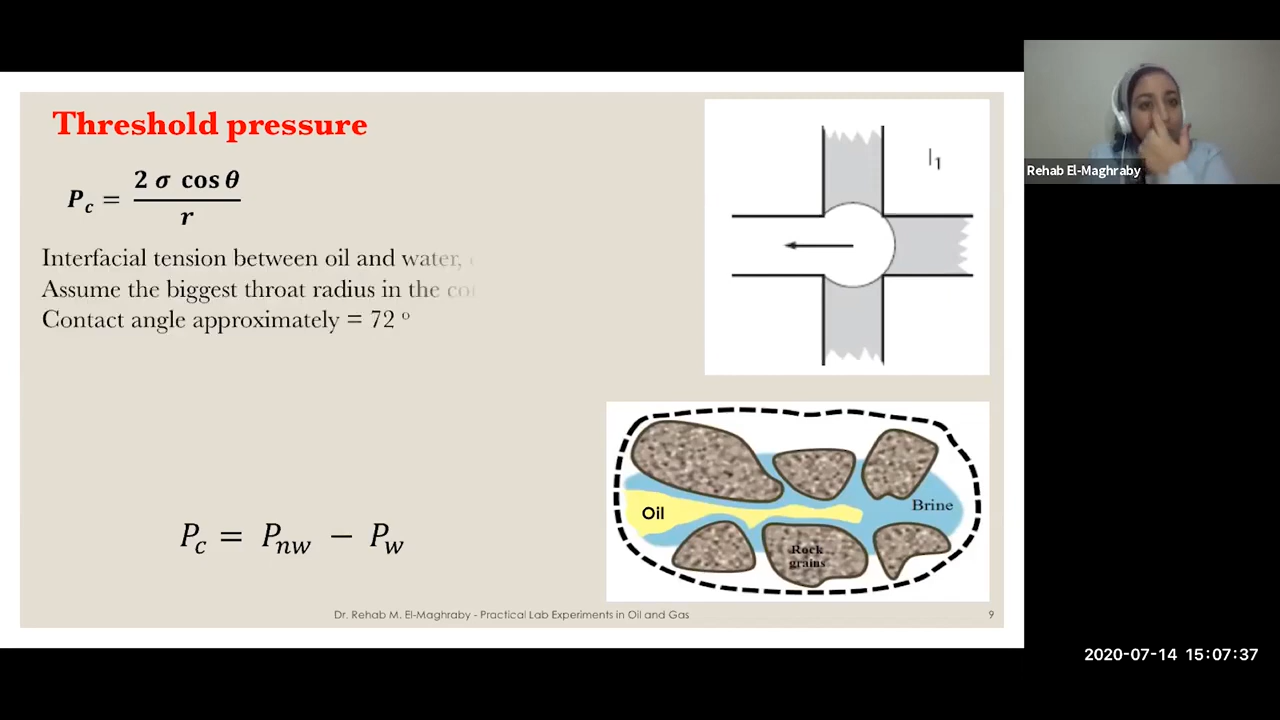 Threshold pressure
P_c = 2 σ cos θ / r
Interfacial tension between oil and water,
Assume the biggest throat radius in the
Contact angle approximately = 72 °
P_c = P_nw − P_w
I_1
Oil
Brine
Rock
grains
Dr. Rehab M. El-Maghraby - Practical Lab Experiments in Oil and Gas
9
Rehab El-Maghraby
2020-07-14 15:07:37